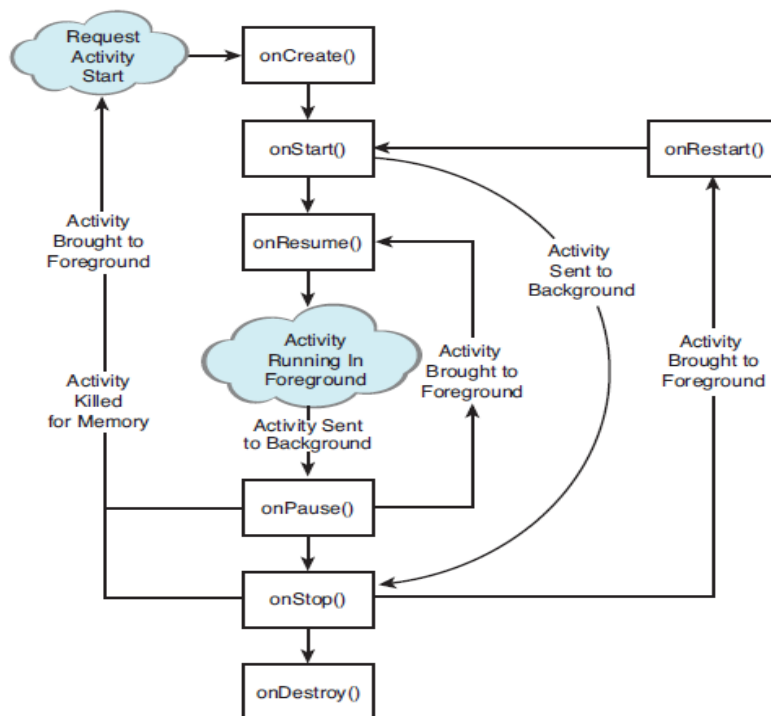 Request
Activity
Start
onCreate()
onStart()
onRestart()
onResume()
Activity
Brought to
Foreground
Activity
Sent to
Background
Activity
Running In
Foreground
Activity
Brought to
Foreground
Activity
Brought to
Foreground
Activity
Killed
for Memory
Activity Sent
to Background
onPause()
onStop()
onDestroy()